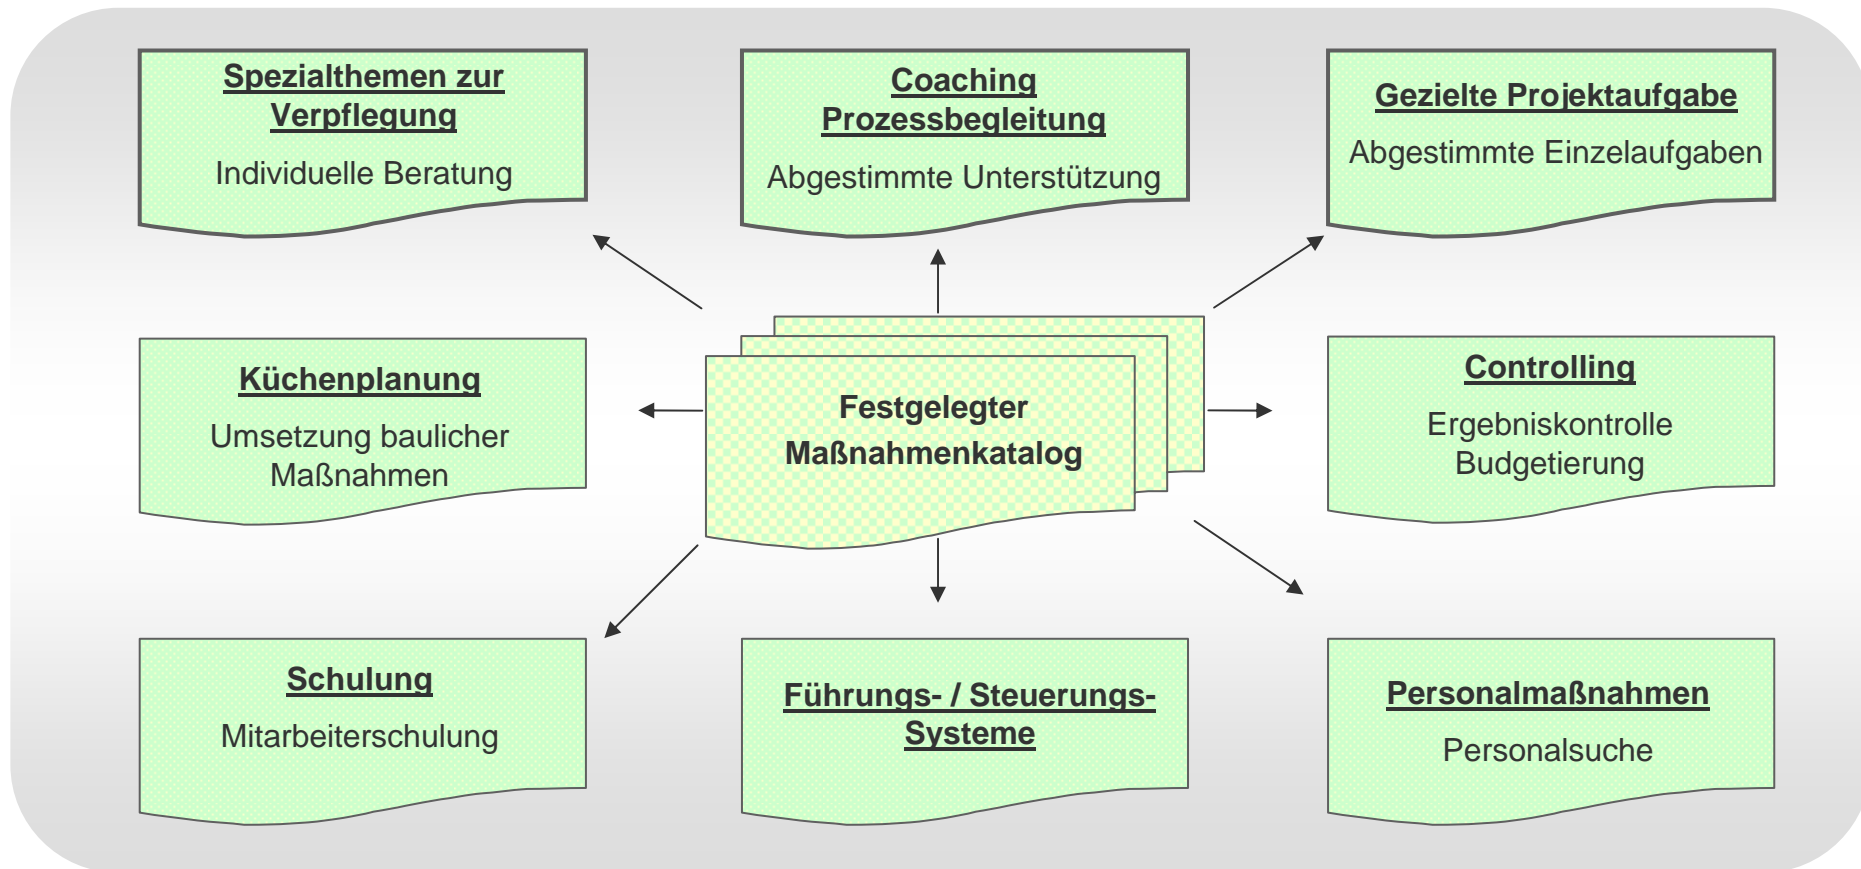 Spezialthemen zur
Verpflegung
Individuelle Beratung
Coaching
Prozessbegleitung
Abgestimmte Unterstützung
Gezielte Projektaufgabe
Abgestimmte Einzelaufgaben
Küchenplanung
Umsetzung baulicher
Maßnahmen
Festgelegter
Maßnahmenkatalog
Controlling
Ergebniskontrolle
Budgetierung
Schulung
Mitarbeiterschulung
Führungs- / Steuerungs-
Systeme
Personalmaßnahmen
Personalsuche